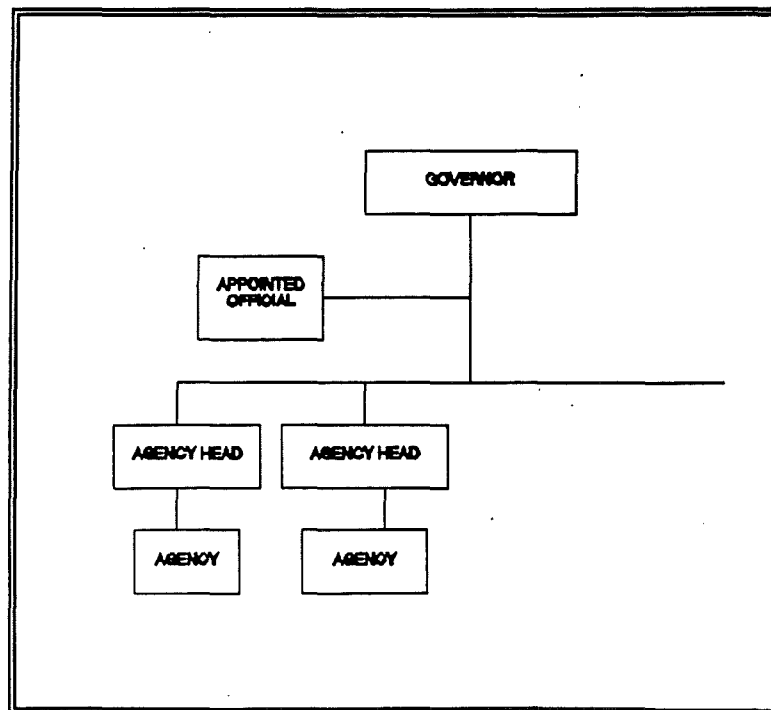 GOVERNOR
APPOINTED
OFFICIAL
AGENCY HEAD
AGENCY HEAD
AGENCY
AGENCY